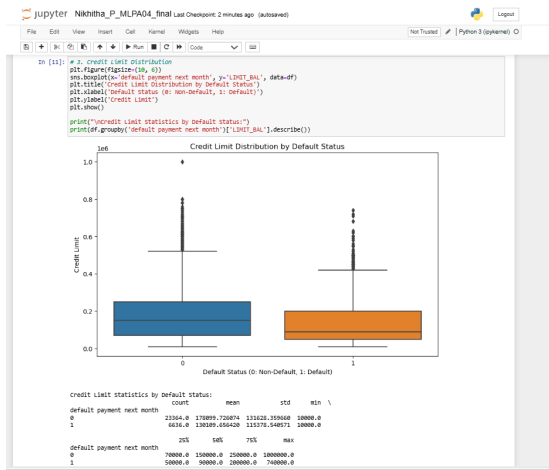 jupyter Nikhitha_P_MLPA04_final Last Checkpoint: 2 minutes ago (autosaved)
Logout
File Edit View Insert Cell Kernel Widgets Help
Not Trusted Python 3 (ipykernel)
Run Code
In [11]: # 3. Credit Limit Distribution
plt.figure(figsize=(10, 6))
sns.boxplot(x='default payment next month', y='LIMIT_BAL', data=df)
plt.title('Credit Limit Distribution by Default Status')
plt.xlabel('Default Status (0: Non-Default, 1: Default)')
plt.ylabel('Credit Limit')
plt.show()
print("\nCredit Limit Statistics by Default Status:")
print(df.groupby('default payment next month')['LIMIT_BAL'].describe())
1e6
Credit Limit Distribution by Default Status
1.0
0.8
0.6
0.4
0.2
0.0
Credit Limit
0 1
Default Status (0: Non-Default, 1: Default)
Credit Limit Statistics by Default Status:
count mean std min \
default payment next month
0 23364.0 178099.726074 131628.359660 10000.0
1 6636.0 130109.656420 115378.540571 10000.0
25% 50% 75% max
default payment next month
0 70000.0 150000.0 250000.0 1000000.0
1 50000.0 90000.0 200000.0 740000.0